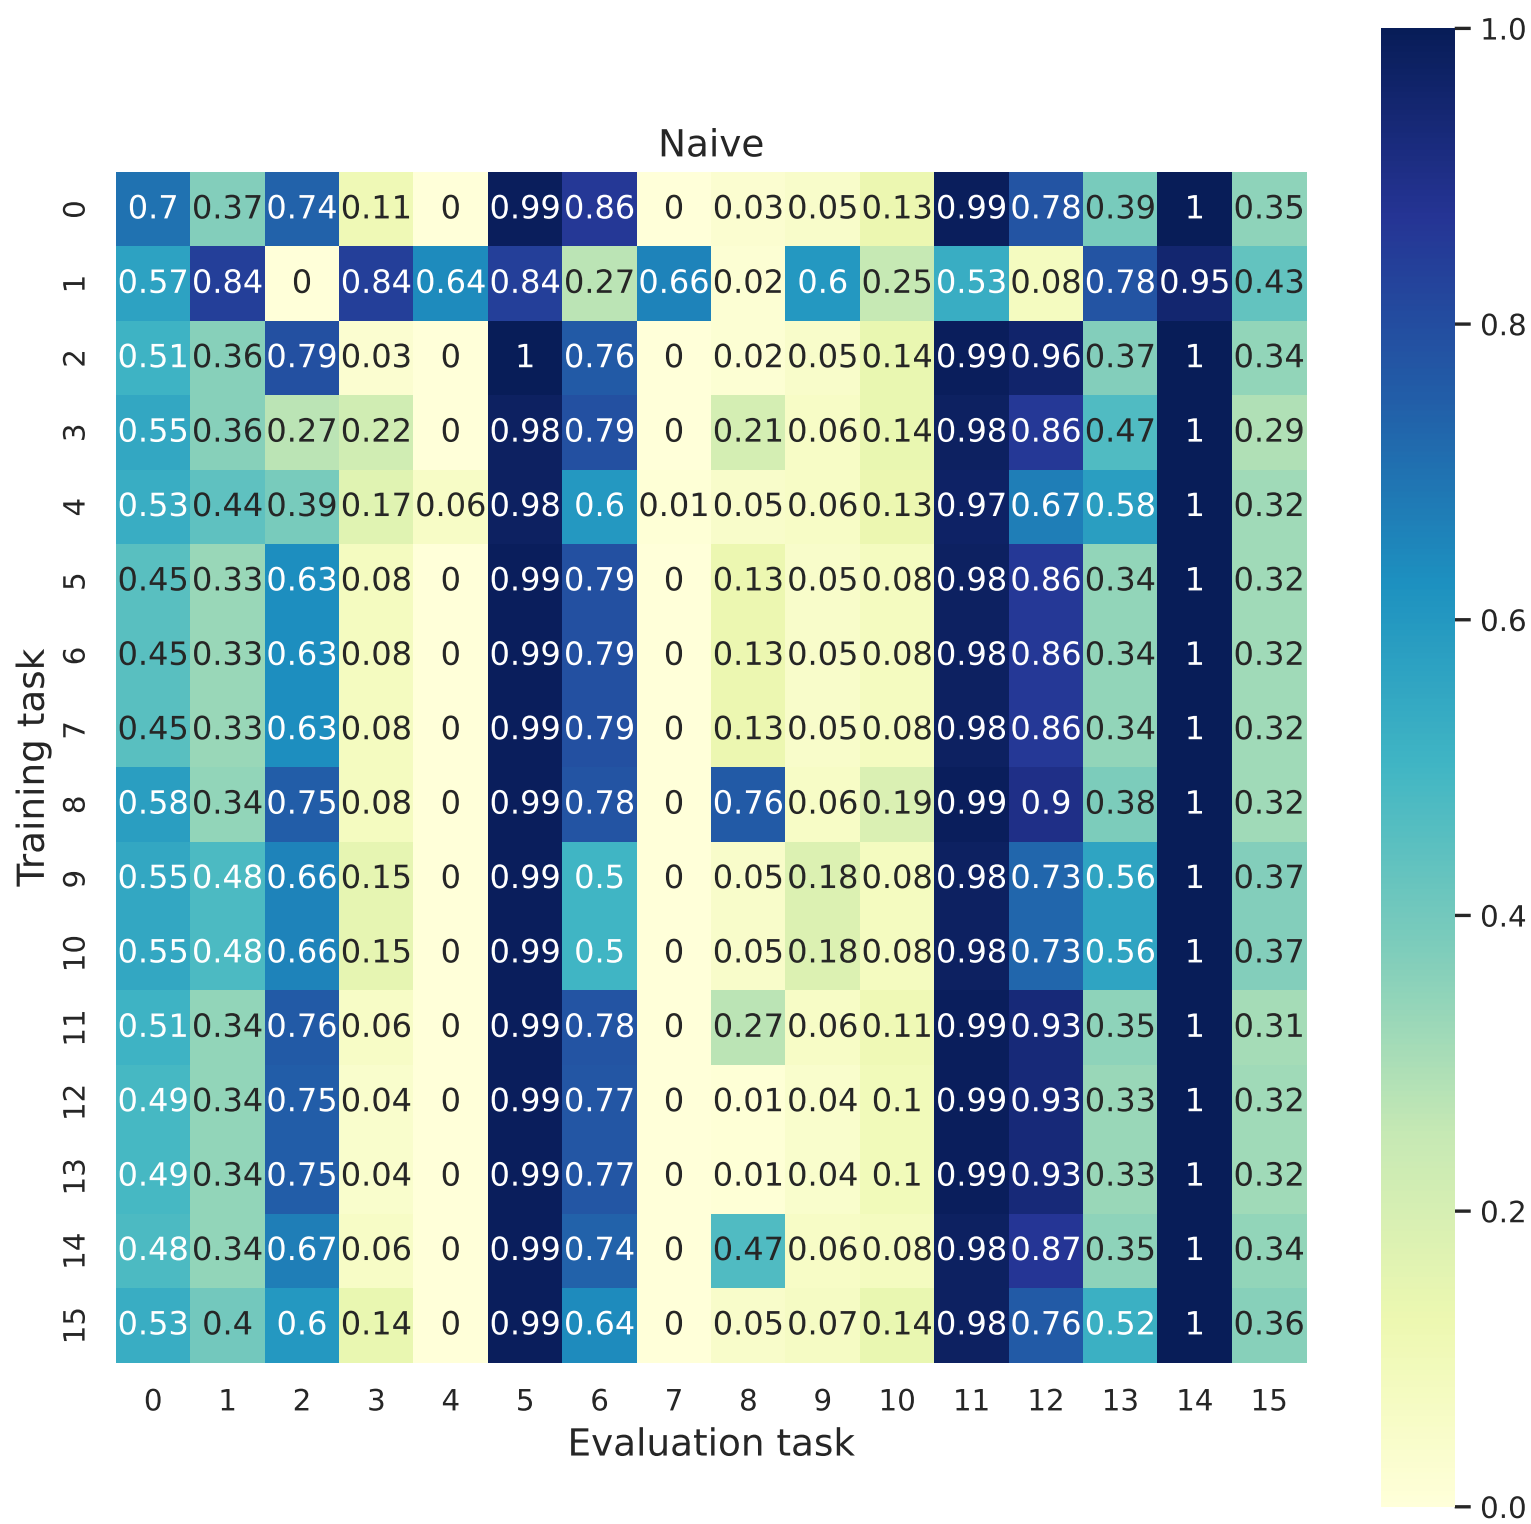 Naive
0 0.7 0.37 0.74 0.11 0 0.99 0.86 0 0.03 0.05 0.13 0.99 0.78 0.39 1 0.35
1 0.57 0.84 0 0.84 0.64 0.84 0.27 0.66 0.02 0.6 0.25 0.53 0.08 0.78 0.95 0.43
2 0.51 0.36 0.79 0.03 0 1 0.76 0 0.02 0.05 0.14 0.99 0.96 0.37 1 0.34
3 0.55 0.36 0.27 0.22 0 0.98 0.79 0 0.21 0.06 0.14 0.98 0.86 0.47 1 0.29
4 0.53 0.44 0.39 0.17 0.06 0.98 0.6 0.01 0.05 0.06 0.13 0.97 0.67 0.58 1 0.32
5 0.45 0.33 0.63 0.08 0 0.99 0.79 0 0.13 0.05 0.08 0.98 0.86 0.34 1 0.32
6 0.45 0.33 0.63 0.08 0 0.99 0.79 0 0.13 0.05 0.08 0.98 0.86 0.34 1 0.32
7 0.45 0.33 0.63 0.08 0 0.99 0.79 0 0.13 0.05 0.08 0.98 0.86 0.34 1 0.32
8 0.58 0.34 0.75 0.08 0 0.99 0.78 0 0.76 0.06 0.19 0.99 0.9 0.38 1 0.32
9 0.55 0.48 0.66 0.15 0 0.99 0.5 0 0.05 0.18 0.08 0.98 0.73 0.56 1 0.37
10 0.55 0.48 0.66 0.15 0 0.99 0.5 0 0.05 0.18 0.08 0.98 0.73 0.56 1 0.37
11 0.51 0.34 0.76 0.06 0 0.99 0.78 0 0.27 0.06 0.11 0.99 0.93 0.35 1 0.31
12 0.49 0.34 0.75 0.04 0 0.99 0.77 0 0.01 0.04 0.1 0.99 0.93 0.33 1 0.32
13 0.49 0.34 0.75 0.04 0 0.99 0.77 0 0.01 0.04 0.1 0.99 0.93 0.33 1 0.32
14 0.48 0.34 0.67 0.06 0 0.99 0.74 0 0.47 0.06 0.08 0.98 0.87 0.35 1 0.34
15 0.53 0.4 0.6 0.14 0 0.99 0.64 0 0.05 0.07 0.14 0.98 0.76 0.52 1 0.36
0 1 2 3 4 5 6 7 8 9 10 11 12 13 14 15
Evaluation task
Training task
1.0
0.8
0.6
0.4
0.2
0.0